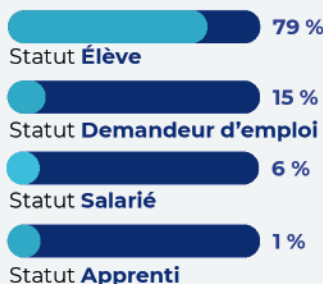 79 %
Statut Élève
15 %
Statut Demandeur d’emploi
6 %
Statut Salarié
1 %
Statut Apprenti